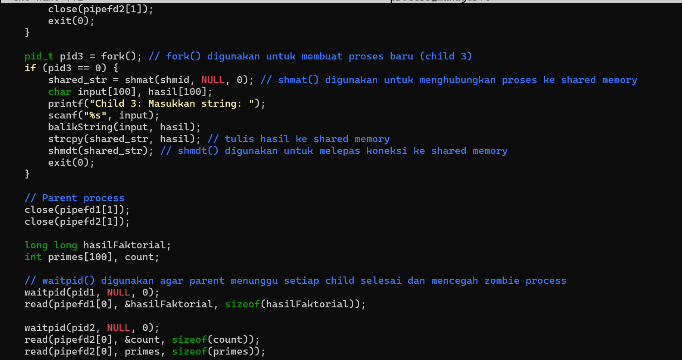 close(pipefd2[1]);
exit(0);
}
pid_t pid3 = fork(); // fork() digunakan untuk membuat proses baru (child 3)
if (pid3 == 0) {
shared_str = shmat(shmid, NULL, 0); // shmat() digunakan untuk menghubungkan proses ke shared memory
char input[100], hasil[100];
printf("Child 3: Masukkan string: ");
scanf("%s", input);
balikString(input, hasil);
strcpy(shared_str, hasil); // tulis hasil ke shared memory
shmdt(shared_str); // shmdt() digunakan untuk melepas koneksi ke shared memory
exit(0);
}
// Parent process
close(pipefd1[1]);
close(pipefd2[1]);
long long hasilFaktorial;
int primes[100], count;
// waitpid() digunakan agar parent menunggu setiap child selesai dan mencegah zombie process
waitpid(pid1, NULL, 0);
read(pipefd1[0], &hasilFaktorial, sizeof(hasilFaktorial));
waitpid(pid2, NULL, 0);
read(pipefd2[0], &count, sizeof(count));
read(pipefd2[0], primes, sizeof(primes));